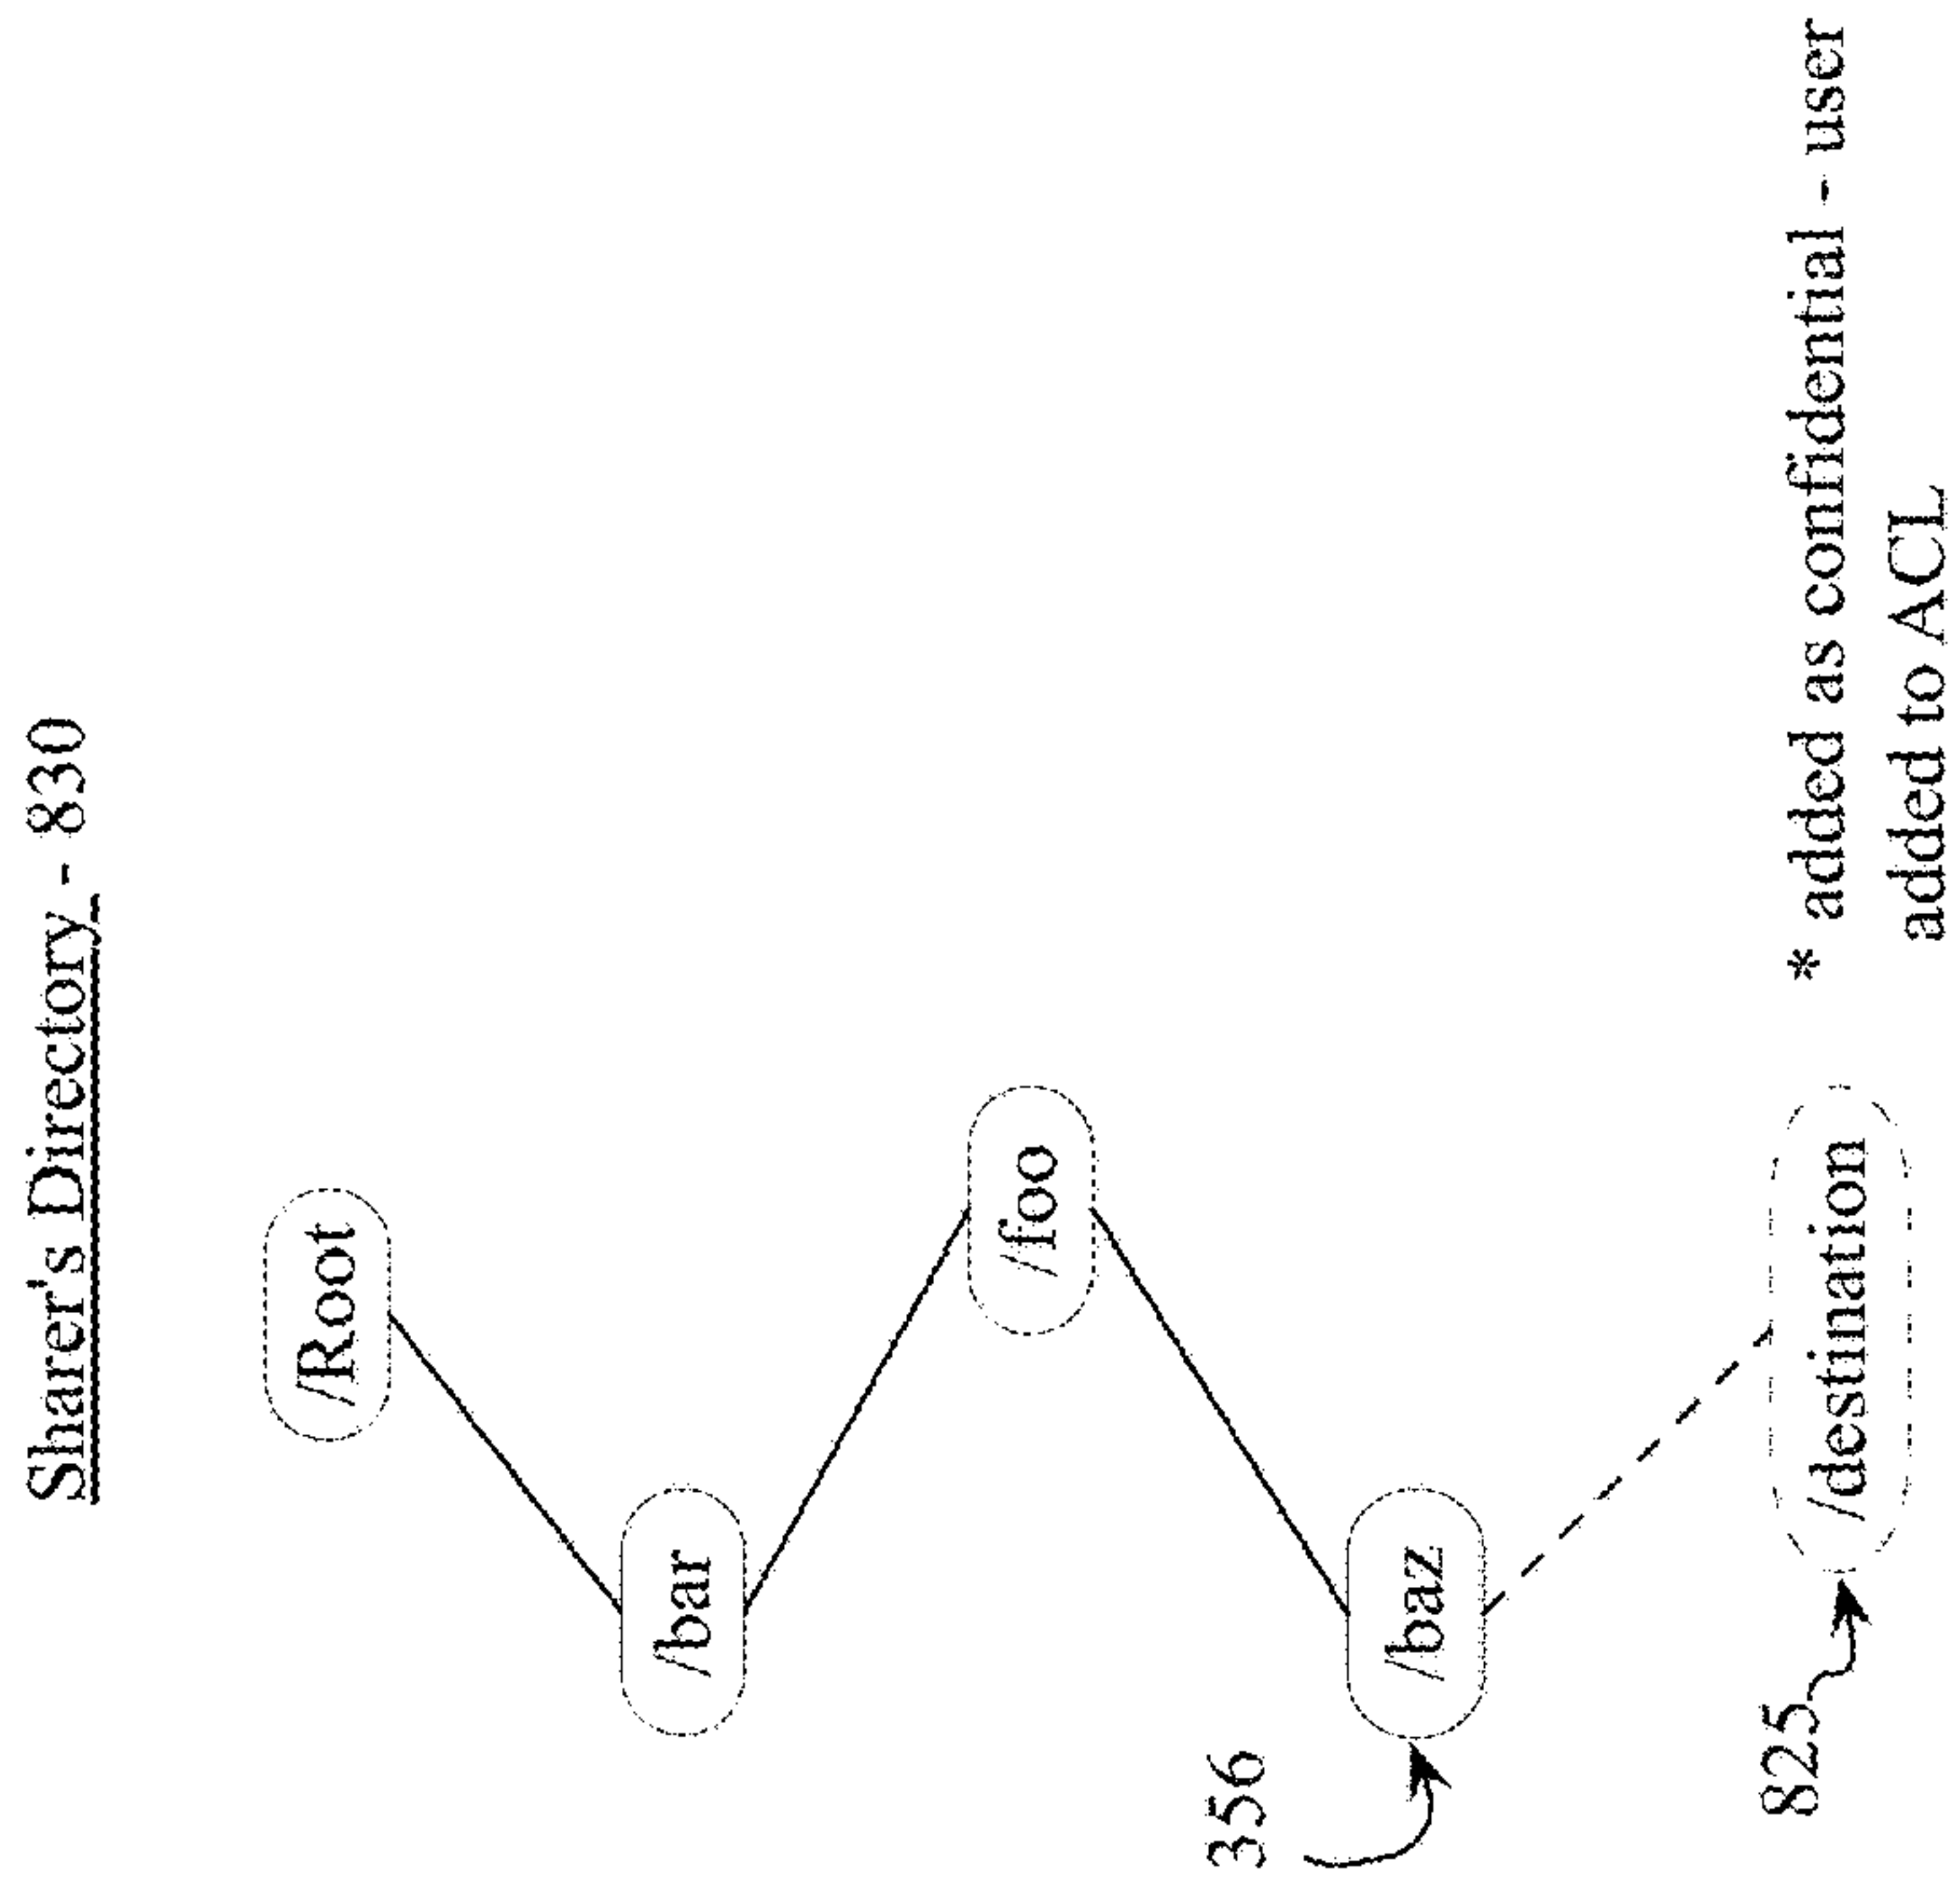 Sharer's Directory - 830
/Root
/bar
/foo
356
/baz
825
/destination
* added as confidential - user
added to ACL